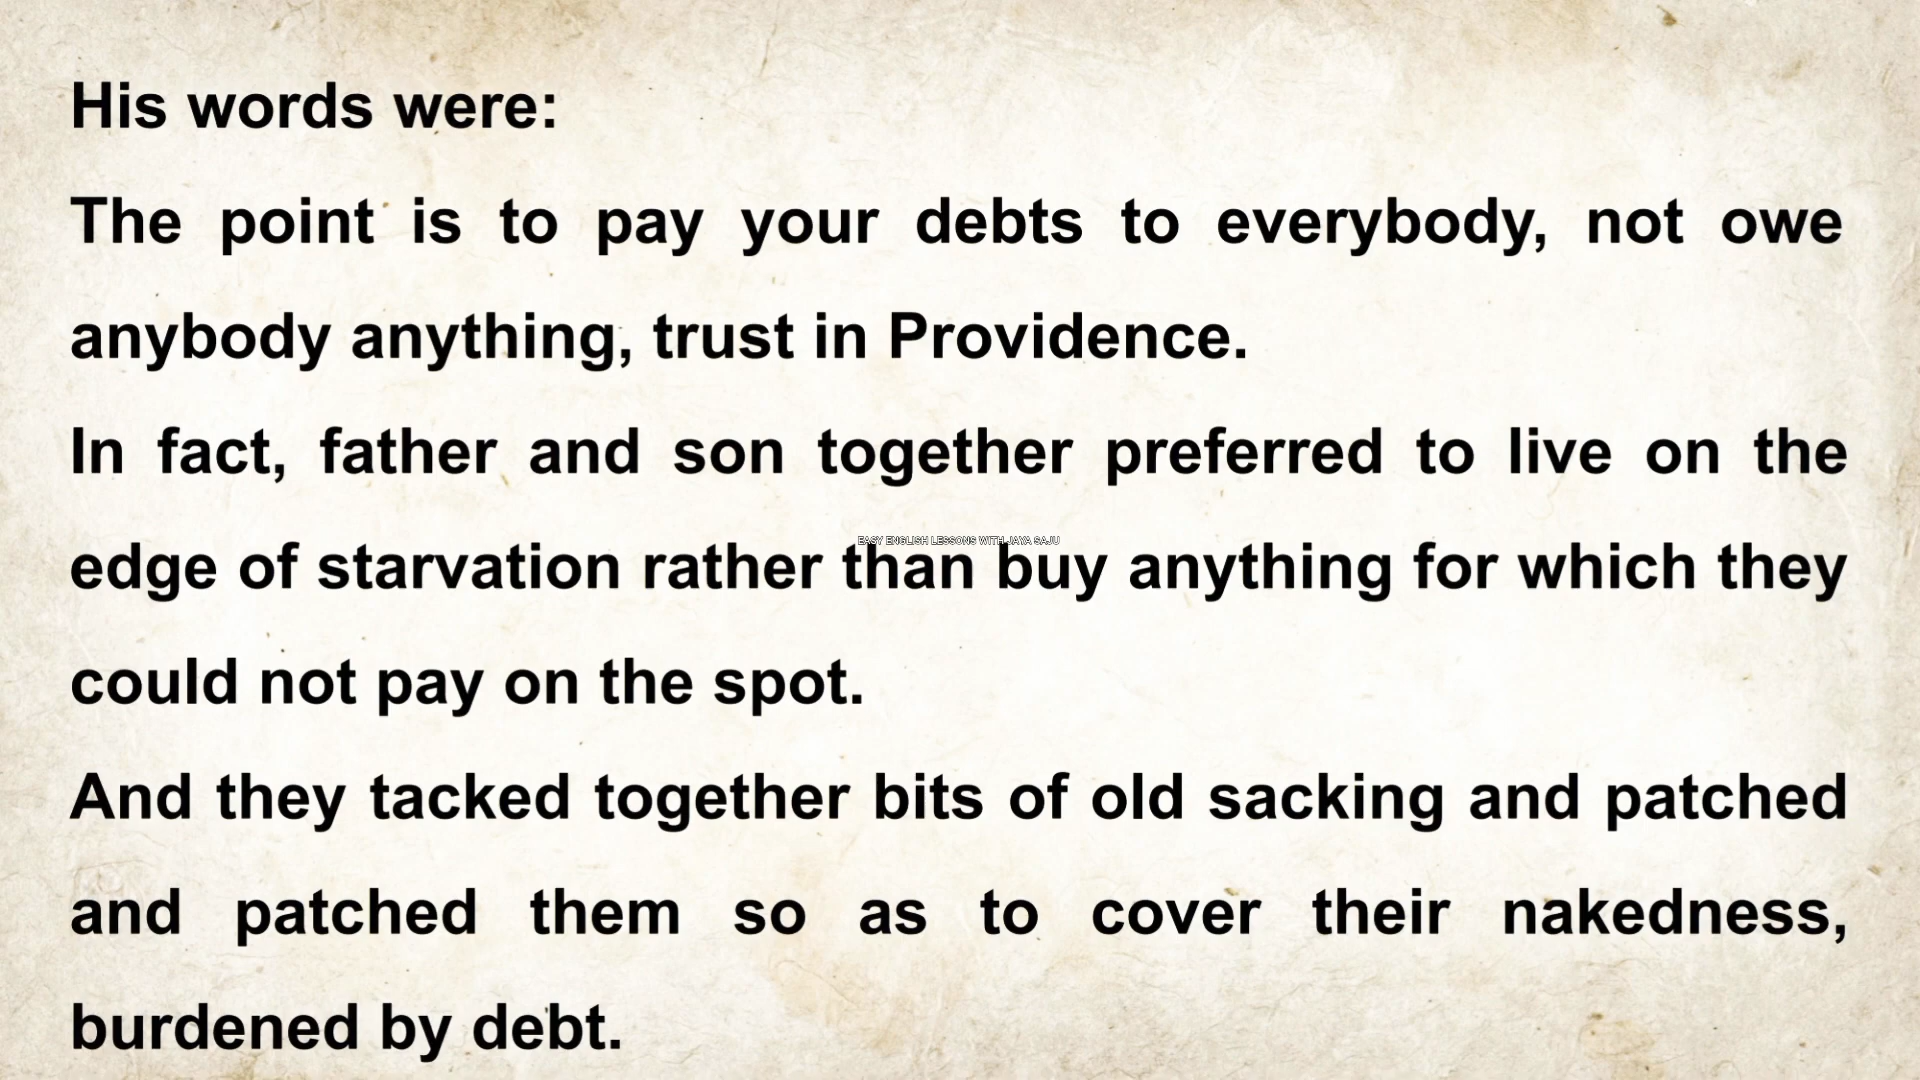 His words were:
The point is to pay your debts to everybody, not owe
anybody anything, trust in Providence.
In fact, father and son together preferred to live on the
edge of starvation rather than buy anything for which they
EASY ENGLISH LESSONS WITH JAYA SAJU
could not pay on the spot.
And they tacked together bits of old sacking and patched
and patched them so as to cover their nakedness,
burdened by debt.